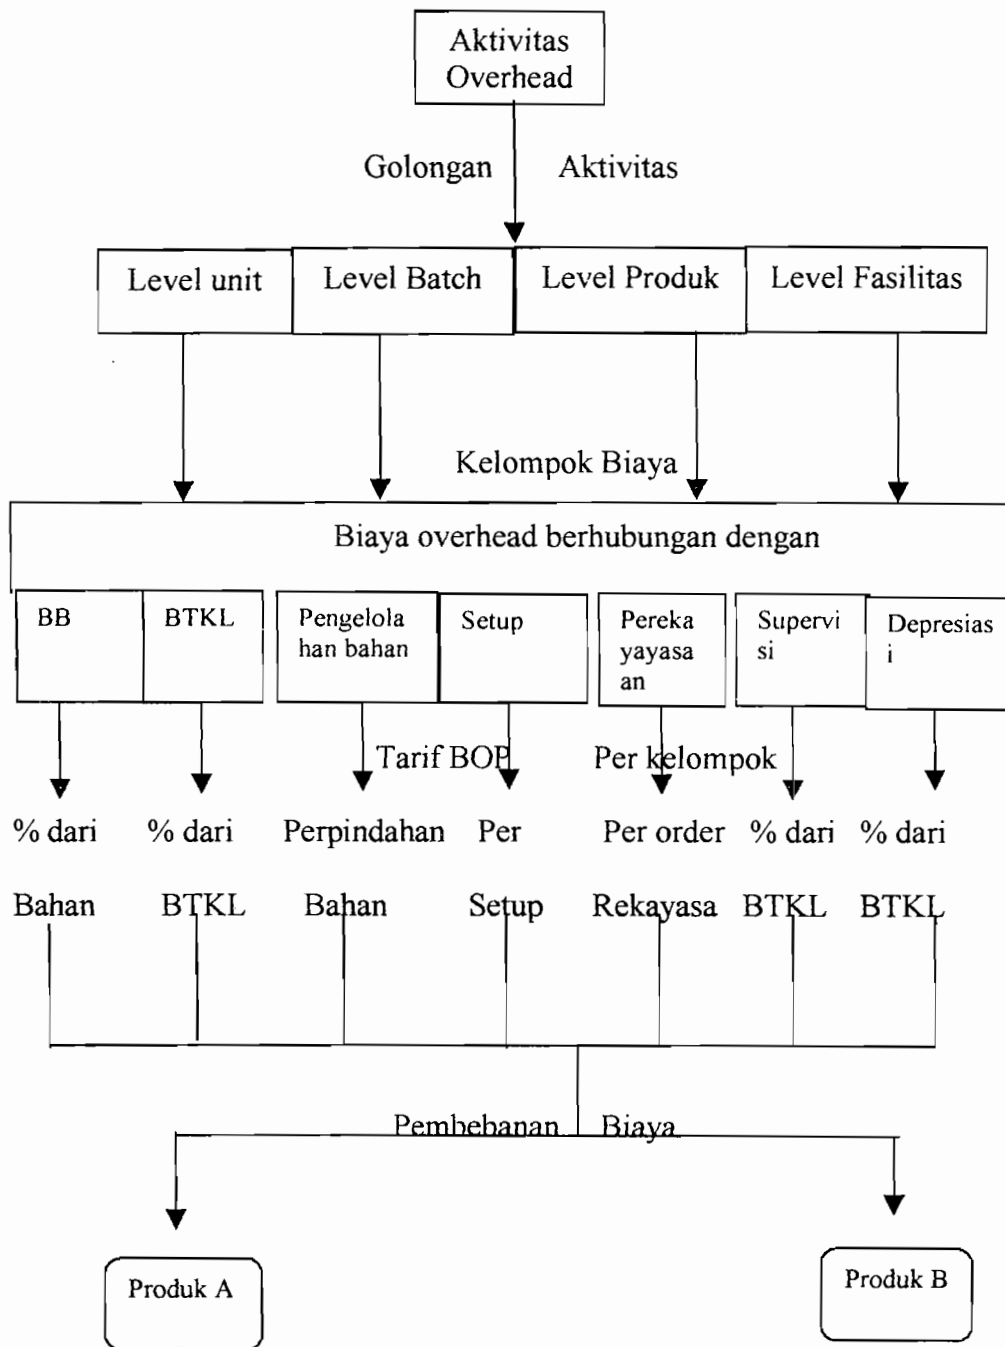 Aktivitas
Overhead
Golongan Aktivitas
Level unit Level Batch Level Produk Level Fasilitas
Kelompok Biaya
Biaya overhead berhubungan dengan
BB
BTKL
Pengelola
han bahan
Setup
Pereka
yayasa
an
Supervi
si
Depresias
i
Tarif BOP Per kelompok
% dari % dari Perpindahan Per Per order % dari % dari
Bahan BTKL Bahan Setup Rekayasa BTKL BTKL
Pembebanan Biaya
Produk A
Produk B